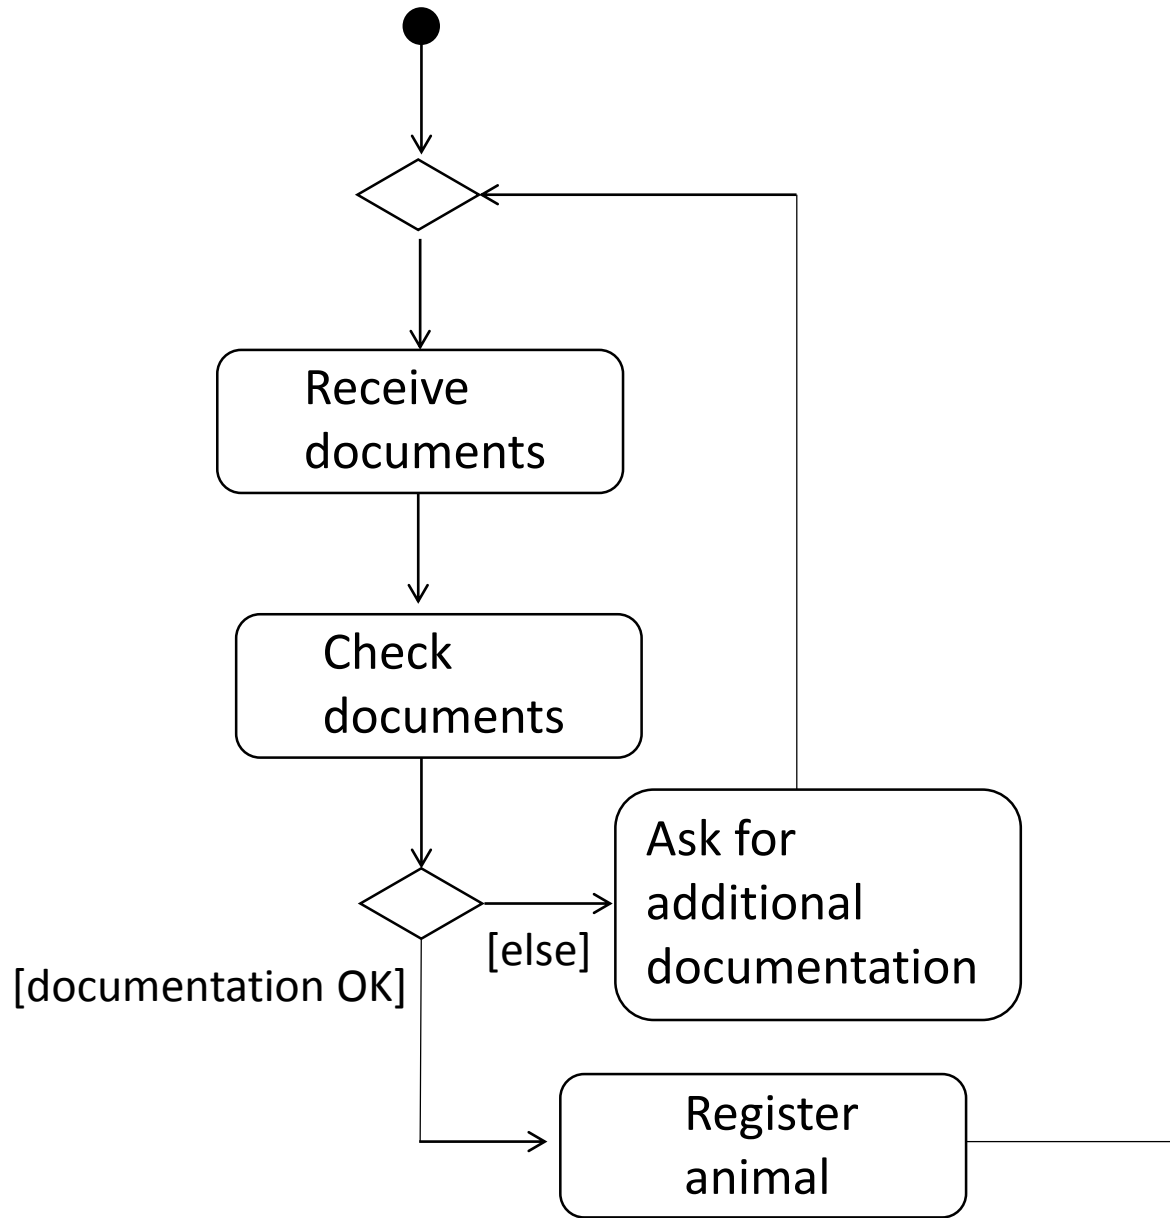 Receive
documents
Check
documents
Ask for
additional
documentation
[else]
[documentation OK]
Register
animal